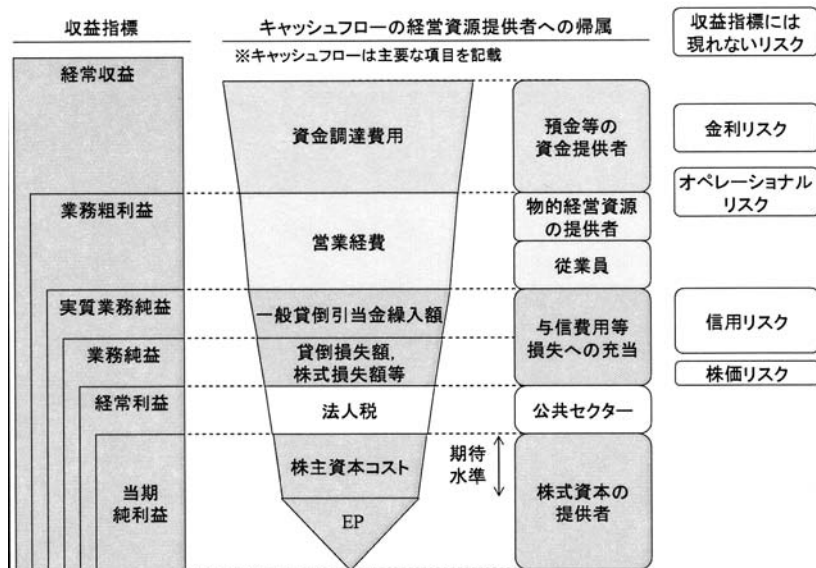 収益指標
キャッシュフローの経営資源提供者への帰属
収益指標には
現れないリスク
※キャッシュフローは主要な項目を記載
経常収益
資金調達費用
預金等の
資金提供者
金利リスク
オペレーショナル
リスク
業務粗利益
営業経費
物的経営資源
の提供者
従業員
実質業務純益
一般貸倒引当金繰入額
与信費用等
損失への充当
信用リスク
業務純益
貸倒損失額,
株式損失額等
株価リスク
経常利益
法人税
公共セクター
当期
純利益
株主資本コスト
期待
水準
株式資本の
提供者
EP